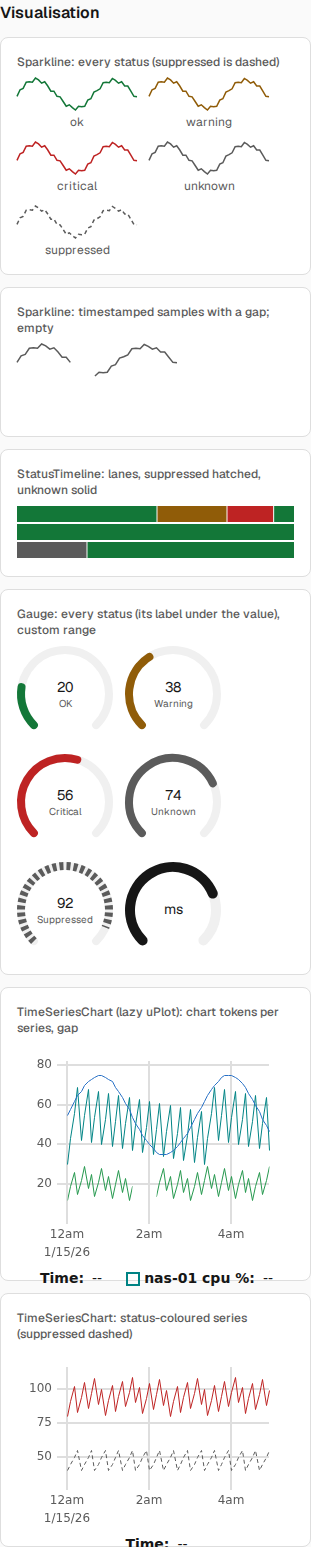 Visualisation
Sparkline: every status (suppressed is dashed)
ok
warning
critical
unknown
suppressed
Sparkline: timestamped samples with a gap;
empty
StatusTimeline: lanes, suppressed hatched,
unknown solid
Gauge: every status (its label under the value),
custom range
20
OK
38
Warning
56
Critical
74
Unknown
92
Suppressed
ms
TimeSeriesChart (lazy uPlot): chart tokens per
series, gap
80
60
40
20
12am
2am
4am
1/15/26
Time: --
nas-01 cpu %: --
TimeSeriesChart: status-coloured series
(suppressed dashed)
100
75
50
12am
2am
4am
1/15/26
Time: --